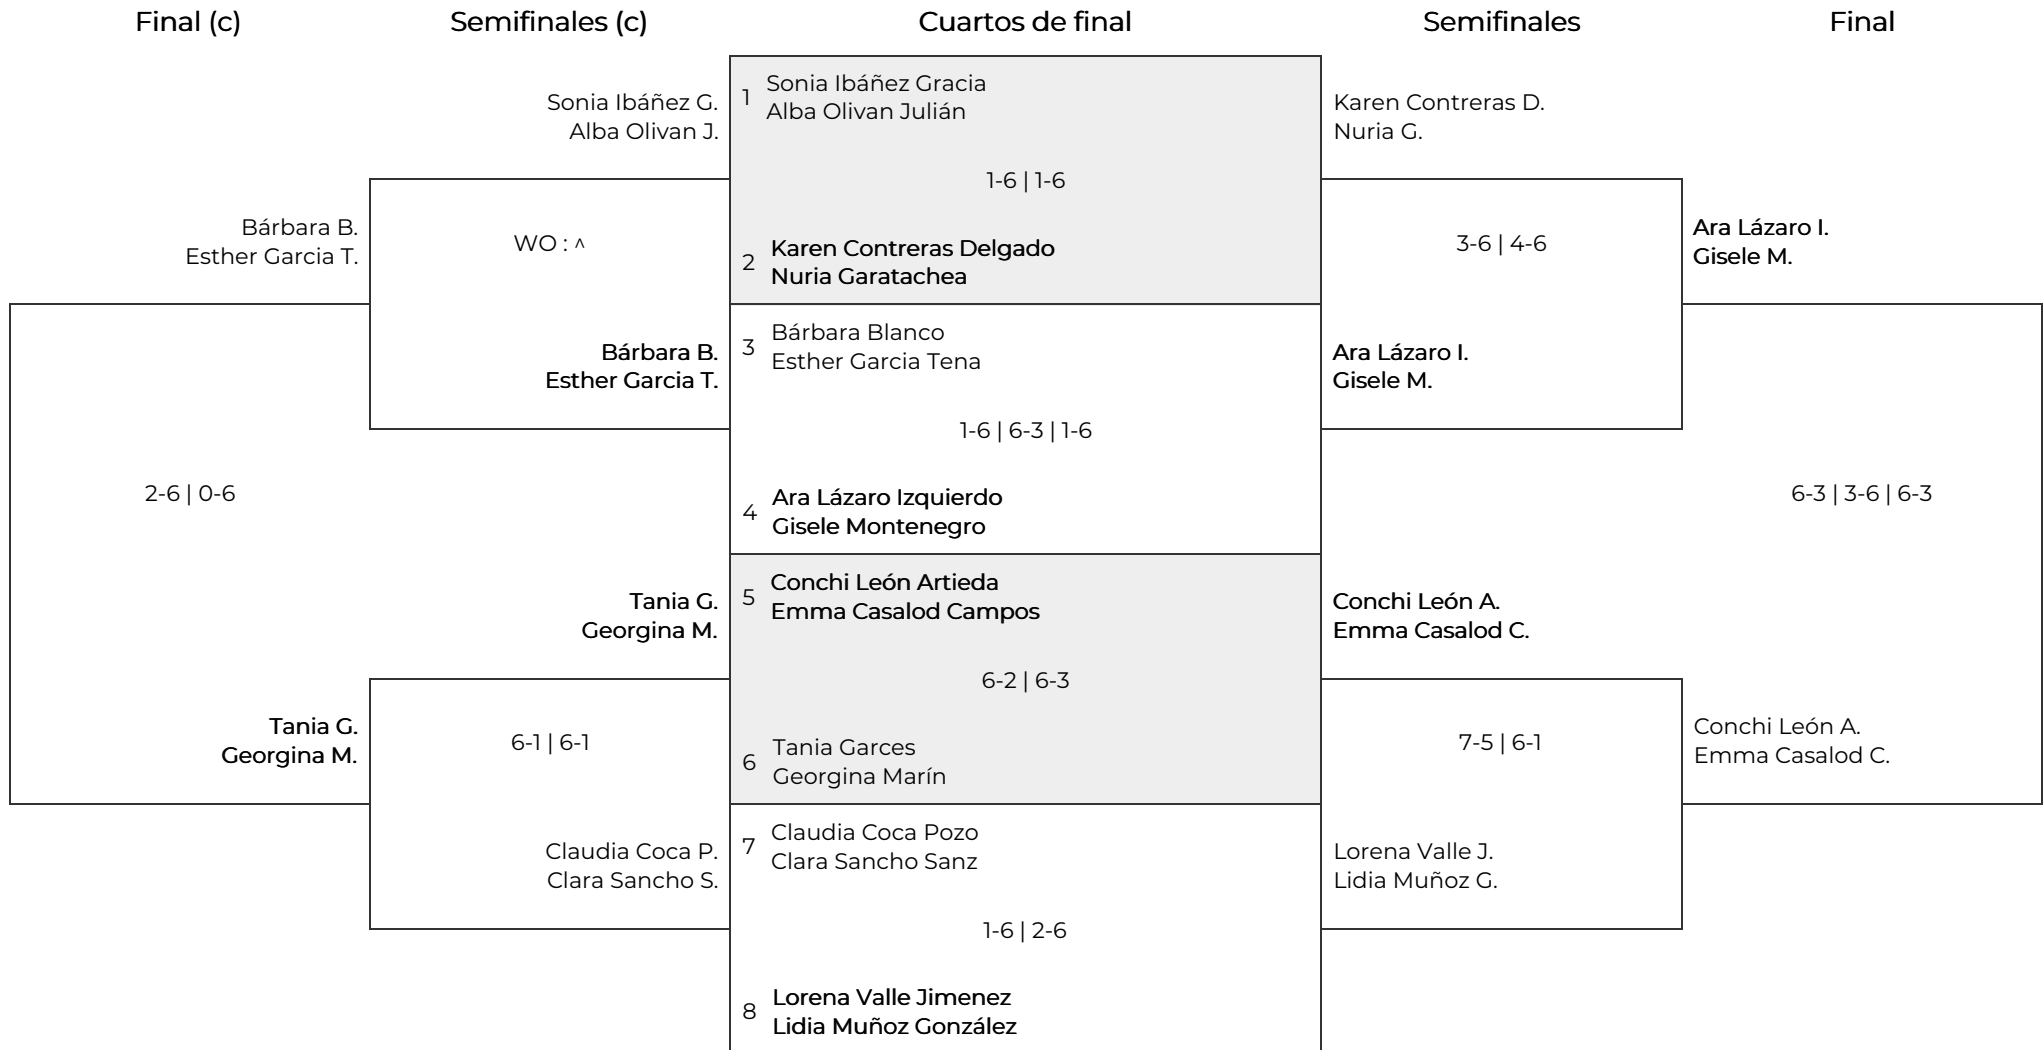 Final (c)
Semifinales (c)
Cuartos de final
Semifinales
Final
Bárbara B.
Esther Garcia T.
2-6 | 0-6
Tania G.
Georgina M.
Sonia Ibáñez G.
Alba Olivan J.
WO : ^
Bárbara B.
Esther Garcia T.
Tania G.
Georgina M.
6-1 | 6-1
Claudia Coca P.
Clara Sancho S.
1
Sonia Ibáñez Gracia
Alba Olivan Julián
1-6 | 1-6
2
Karen Contreras Delgado
Nuria Garatachea
3
Bárbara Blanco
Esther Garcia Tena
1-6 | 6-3 | 1-6
4
Ara Lázaro Izquierdo
Gisele Montenegro
5
Conchi León Artieda
Emma Casalod Campos
6-2 | 6-3
6
Tania Garces
Georgina Marín
7
Claudia Coca Pozo
Clara Sancho Sanz
1-6 | 2-6
8
Lorena Valle Jimenez
Lidia Muñoz González
Karen Contreras D.
Nuria G.
3-6 | 4-6
Ara Lázaro I.
Gisele M.
Conchi León A.
Emma Casalod C.
7-5 | 6-1
Lorena Valle J.
Lidia Muñoz G.
Ara Lázaro I.
Gisele M.
6-3 | 3-6 | 6-3
Conchi León A.
Emma Casalod C.